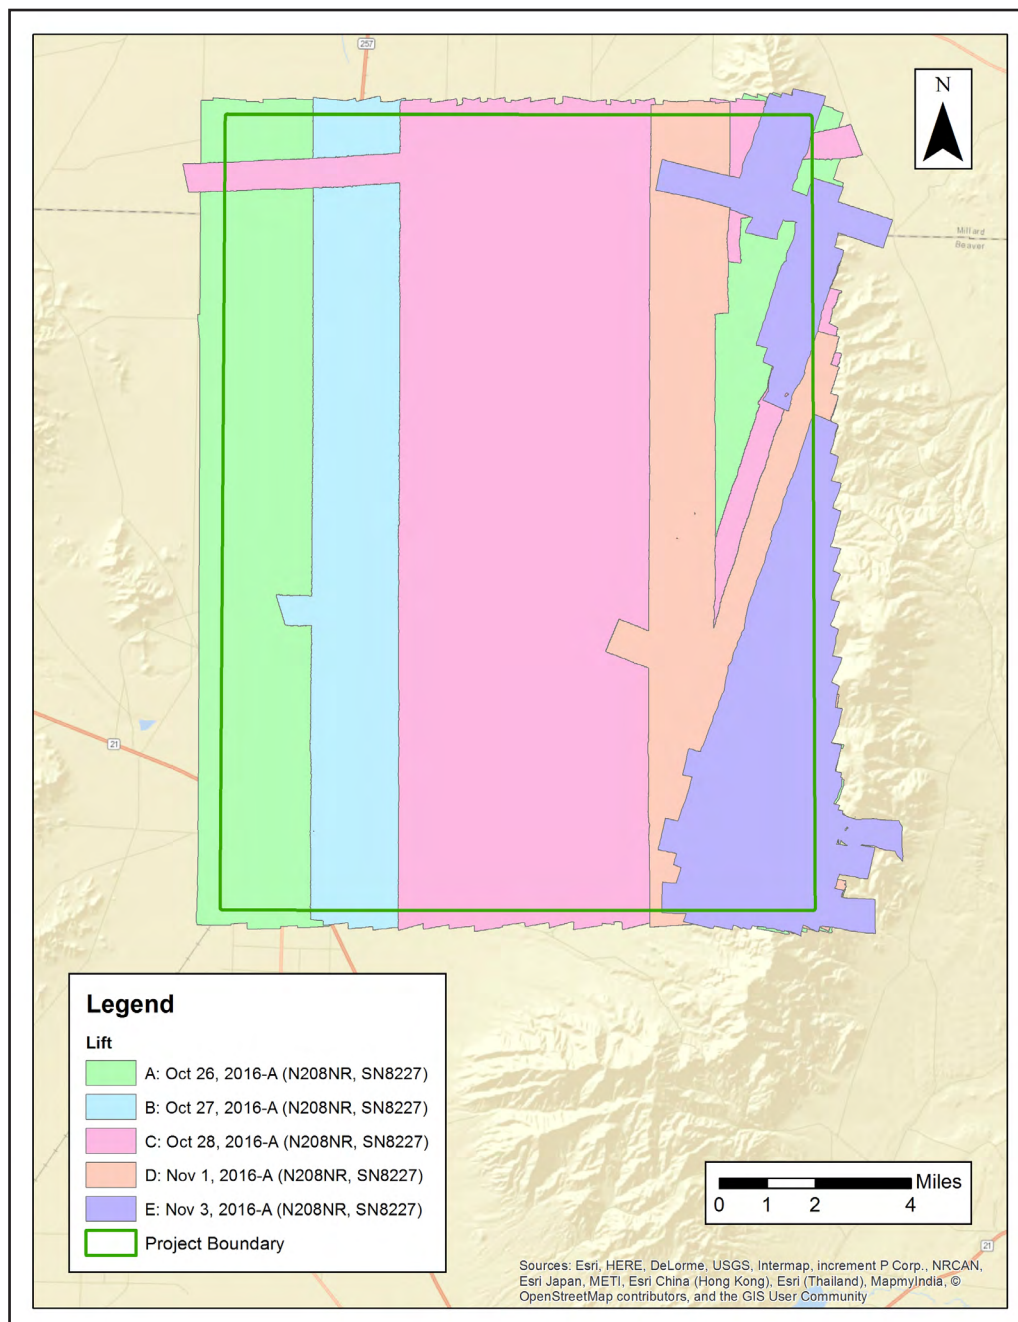 257
N
Millard
Beaver
21
Legend
Lift
A: Oct 26, 2016-A (N208NR, SN8227)
B: Oct 27, 2016-A (N208NR, SN8227)
C: Oct 28, 2016-A (N208NR, SN8227)
D: Nov 1, 2016-A (N208NR, SN8227)
E: Nov 3, 2016-A (N208NR, SN8227)
Project Boundary
Miles
0 1 2 4
21
Sources: Esri, HERE, DeLorme, USGS, Intermap, increment P Corp., NRCAN,
Esri Japan, METI, Esri China (Hong Kong), Esri (Thailand), MapmyIndia, ©
OpenStreetMap contributors, and the GIS User Community